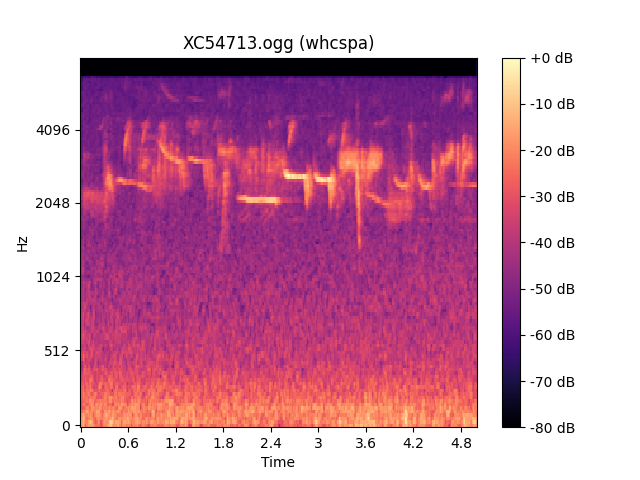 XC54713.ogg (whcspa)
Hz
4096
2048
1024
512
0
0 0.6 1.2 1.8 2.4 3 3.6 4.2 4.8
Time
+0 dB
-10 dB
-20 dB
-30 dB
-40 dB
-50 dB
-60 dB
-70 dB
-80 dB